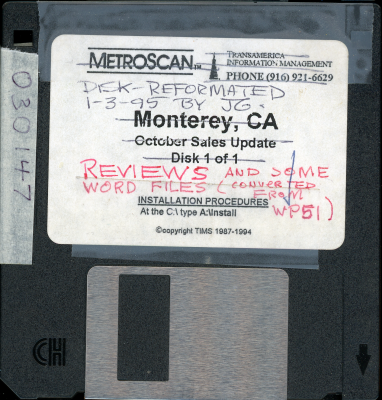 METROSCAN™
TRANSAMERICA
INFORMATION MANAGEMENT
PHONE (916) 921-6629
DEK-REFORMATED
1-3-95 BY JG.
Monterey, CA
October Sales Update
Disk 1 of 1
REVIEWS AND SOME
WORD FILES (CONVERTED
FROM
WP51)
INSTALLATION PROCEDURES
At the C:\ type A:\install
©copyright TIMS 1987-1994
030147